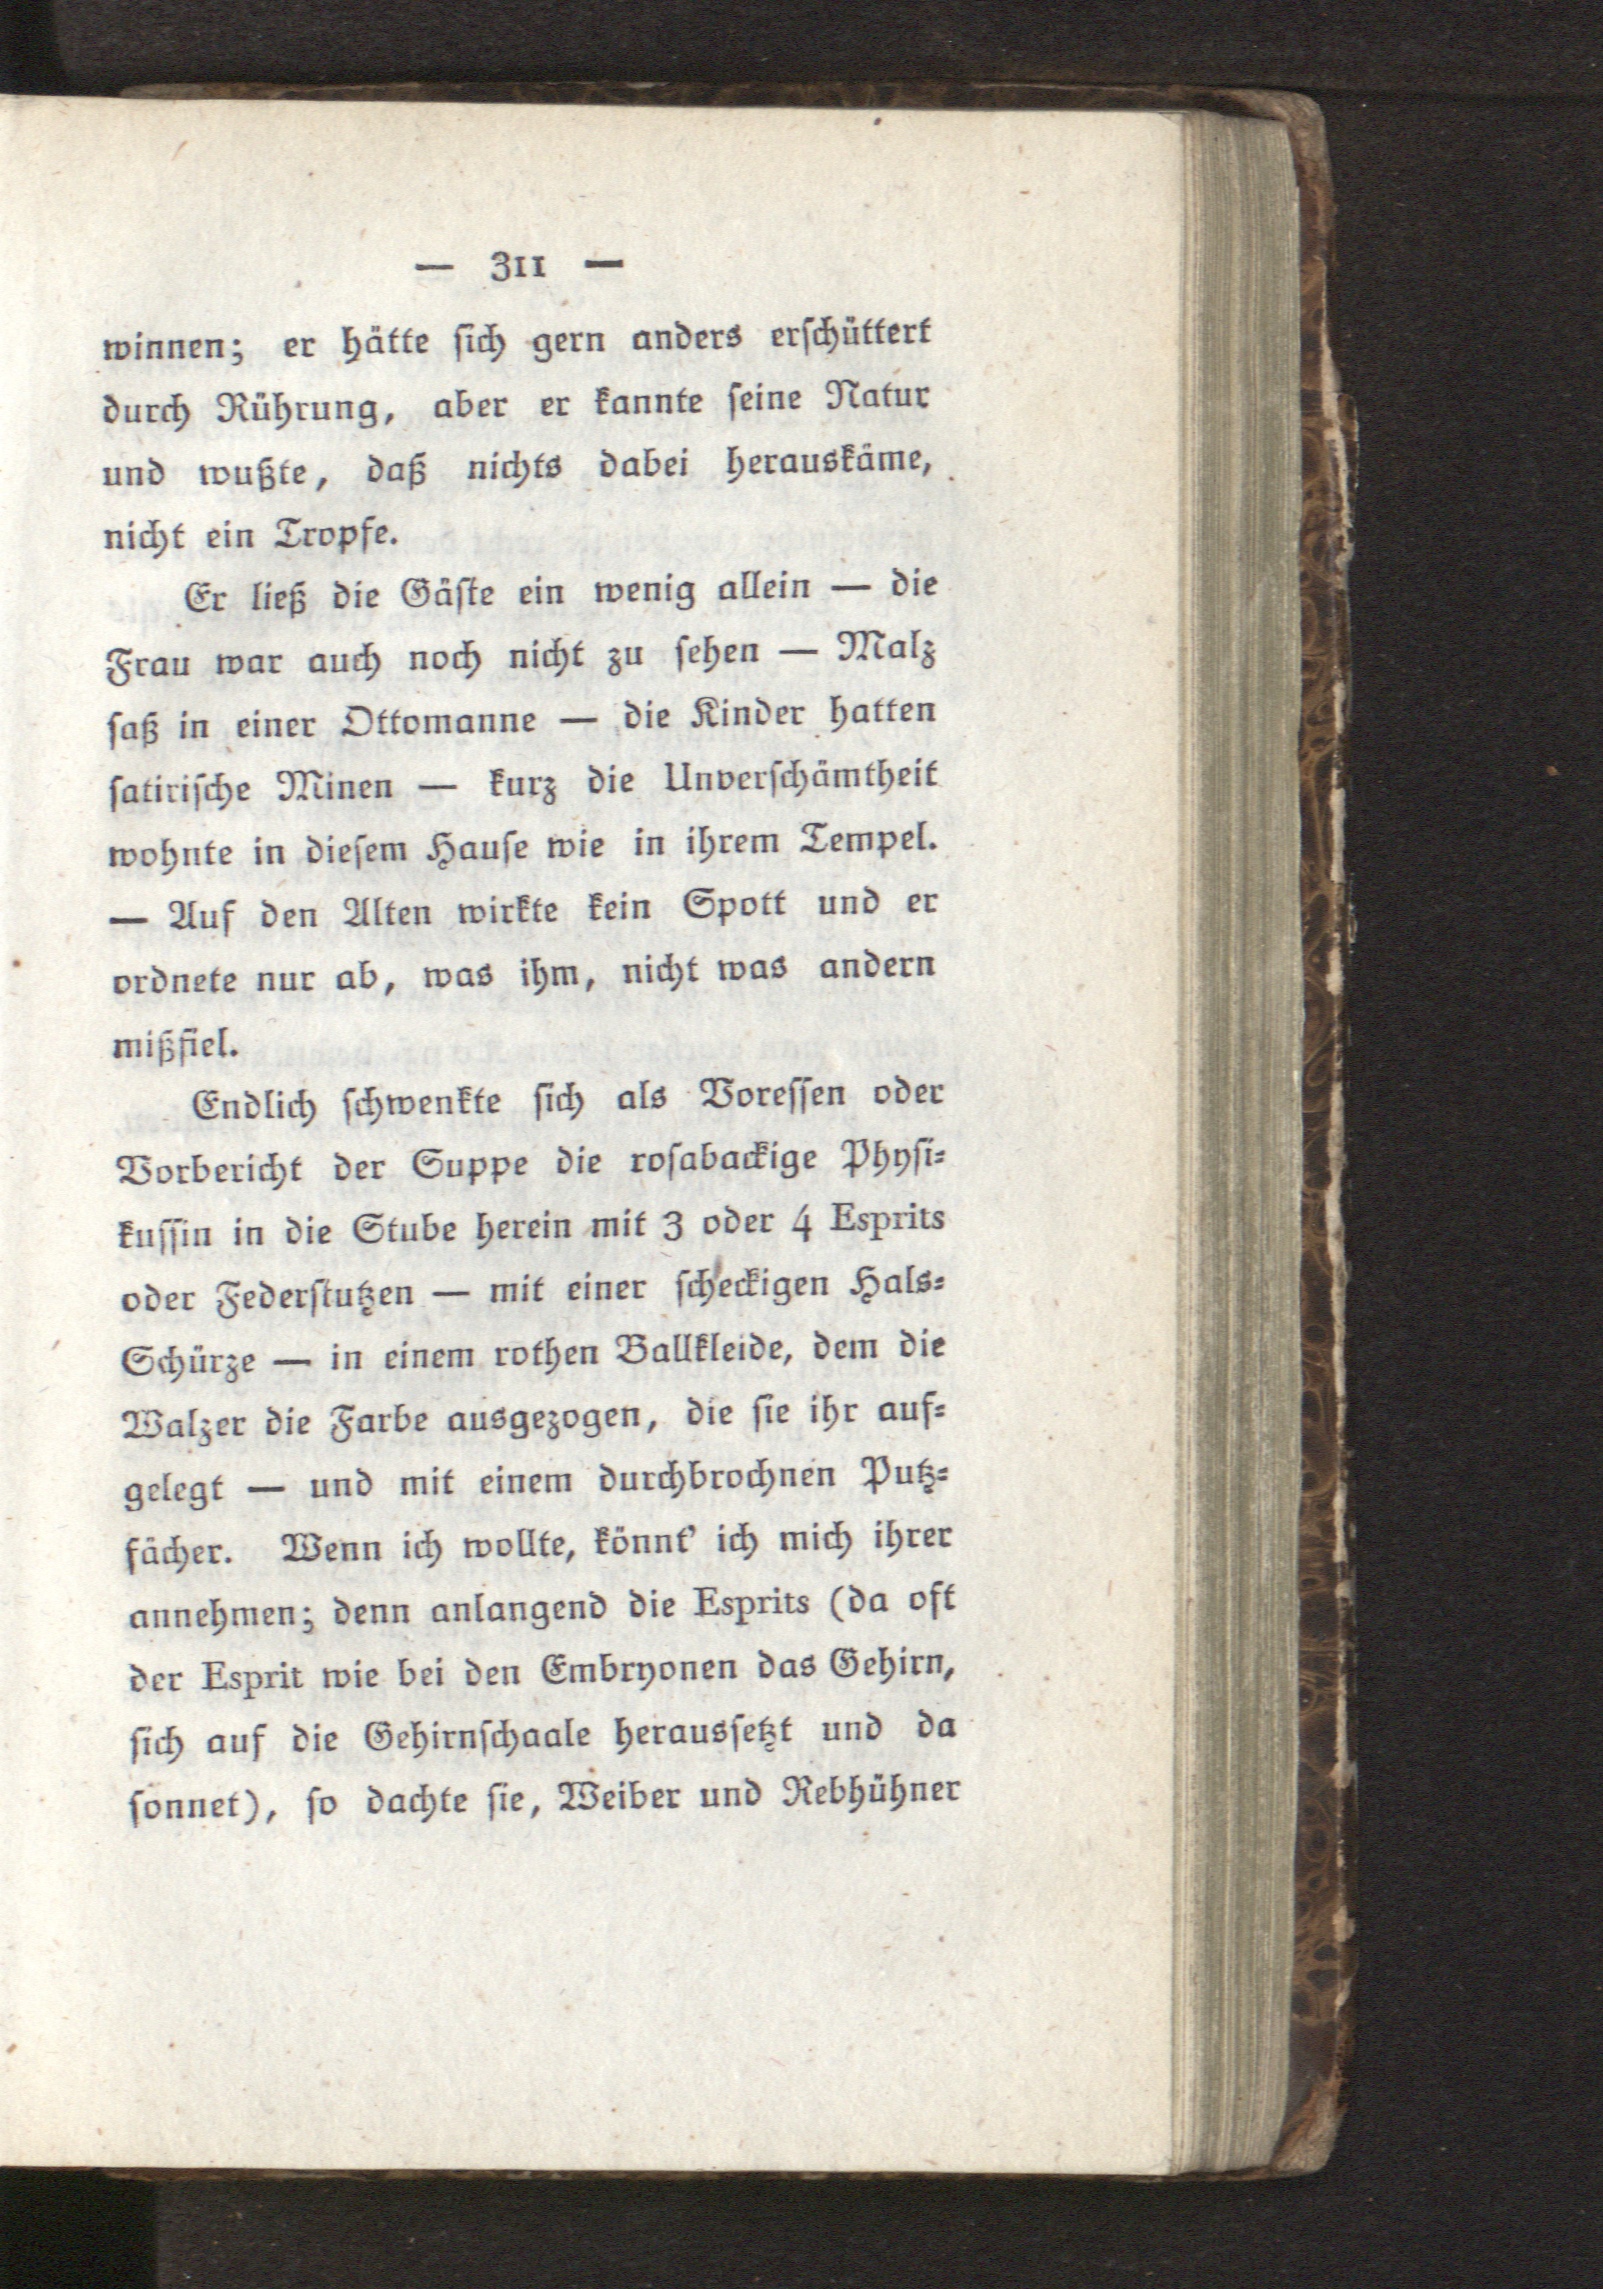 — 311 —
winnen; er hätte ſich gern anders erſchüttert
durch Rührung, aber er kannte ſeine Natur
und wußte, daß nichts dabei herauskäme,
nicht ein Tropfe.
Er ließ die Gäſte ein wenig allein — die
Frau war auch noch nicht zu ſehen — Malz
ſaß in einer Ottomanne — die Kinder hatten
ſatiriſche Minen — kurz die Unverſchämtheit
wohnte in dieſem Hauſe wie in ihrem Tempel.
— Auf den Alten wirkte kein Spott und er
ordnete nur ab, was ihm, nicht was andern
mißfiel.
Endlich ſchwenkte ſich als Voreſſen oder
Vorbericht der Suppe die roſabackige Phyſi-
kuſſin in die Stube herein mit 3 oder 4 Esprits
oder Federſtutzen — mit einer ſcheckigen Hals-
Schürze — in einem rothen Ballkleide, dem die
Walzer die Farbe ausgezogen, die ſie ihr auf-
gelegt — und mit einem durchbrochnen Putz-
fächer. Wenn ich wollte, könnt' ich mich ihrer
annehmen; denn anlangend die Esprits (da oft
der Esprit wie bei den Embryonen das Gehirn,
ſich auf die Gehirnſchaale herausſetzt und da
ſonnet), ſo dachte ſie, Weiber und Rebhühner